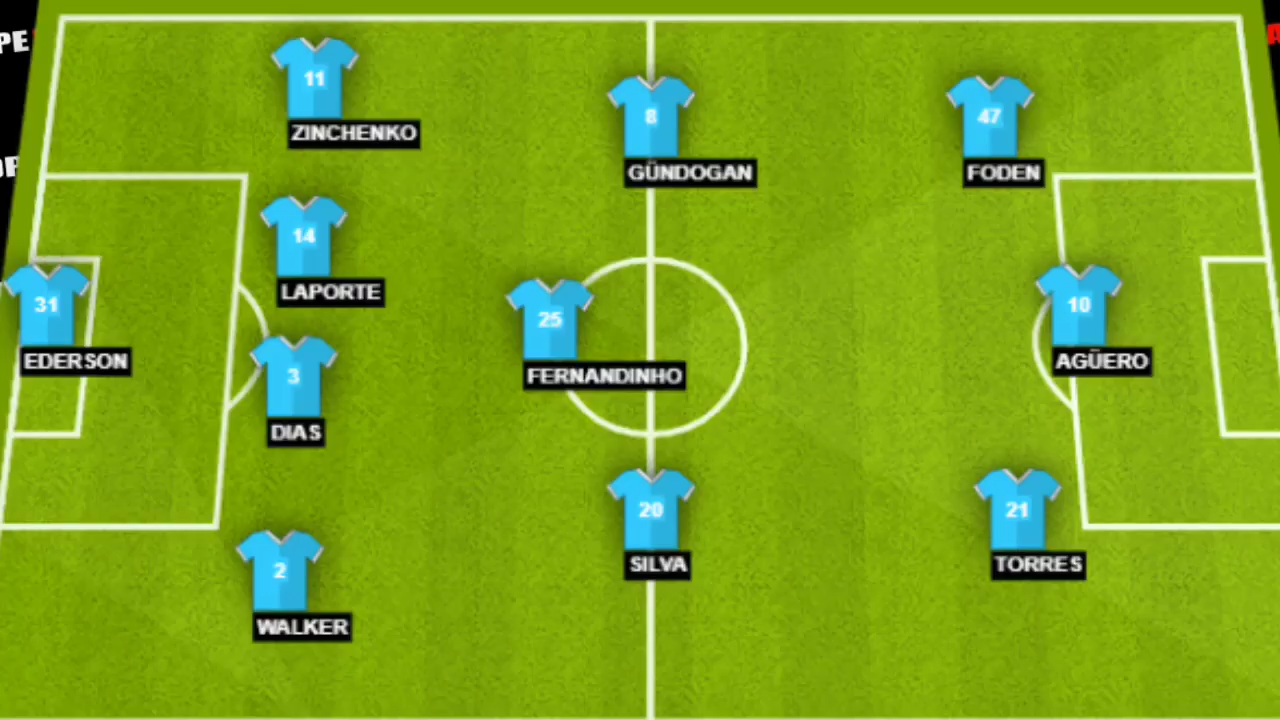 PE
11
ZINCHENKO
8
GÜNDOGAN
47
FODEN
14
LAPORTE
31
EDERSON
3
DIAS
25
FERNANDINHO
10
AGÜERO
20
SILVA
21
TORRES
2
WALKER